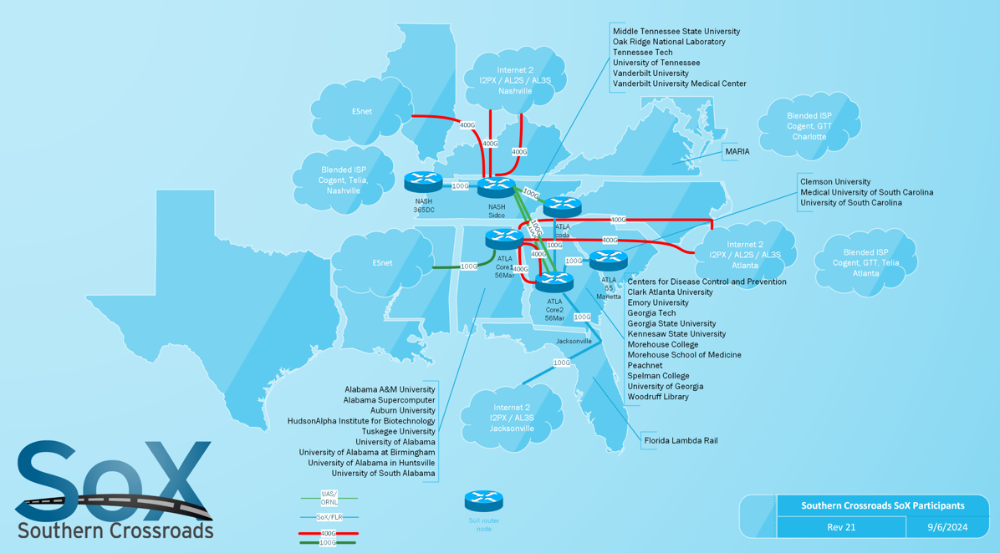 Middle Tennessee State University
Oak Ridge National Laboratory
Tennessee Tech
University of Tennessee
Vanderbilt University
Vanderbilt University Medical Center
Internet 2
I2PX / AL2S / AL3S
Nashville
ESnet
400G
400G
400G
Blended ISP
Cogent, GTT
Charlotte
MARIA
Blended ISP
Cogent, Telia,
Nashville
NASH
365DC
100G
NASH
Sidco
100G
ATLA
coda
Clemson University
Medical University of South Carolina
University of South Carolina
400G
400G
100G
100G
400G
400G
100G
Internet 2
I2PX / AL2S / AL3S
Atlanta
Blended ISP
Cogent, GTT, Telia
Atlanta
ESnet
100G
ATLA
Core1
56Mar
ATLA
Core2
56Mar
ATLA
55
Marietta
100G
Jacksonville
100G
Centers for Disease Control and Prevention
Clark Atlanta University
Emory University
Georgia Tech
Georgia State University
Kennesaw State University
Morehouse College
Morehouse School of Medicine
Peachnet
Spelman College
University of Georgia
Woodruff Library
Alabama A&M University
Alabama Supercomputer
Auburn University
HudsonAlpha Institute for Biotechnology
Tuskegee University
University of Alabama
University of Alabama at Birmingham
University of Alabama in Huntsville
University of South Alabama
Internet 2
I2PX / AL3S
Jacksonville
Florida Lambda Rail
SoX
Southern Crossroads
UAS/
ORNL
SoX/FLR
400G
100G
SoX router
node
Southern Crossroads SoX Participants
Rev 21
9/6/2024